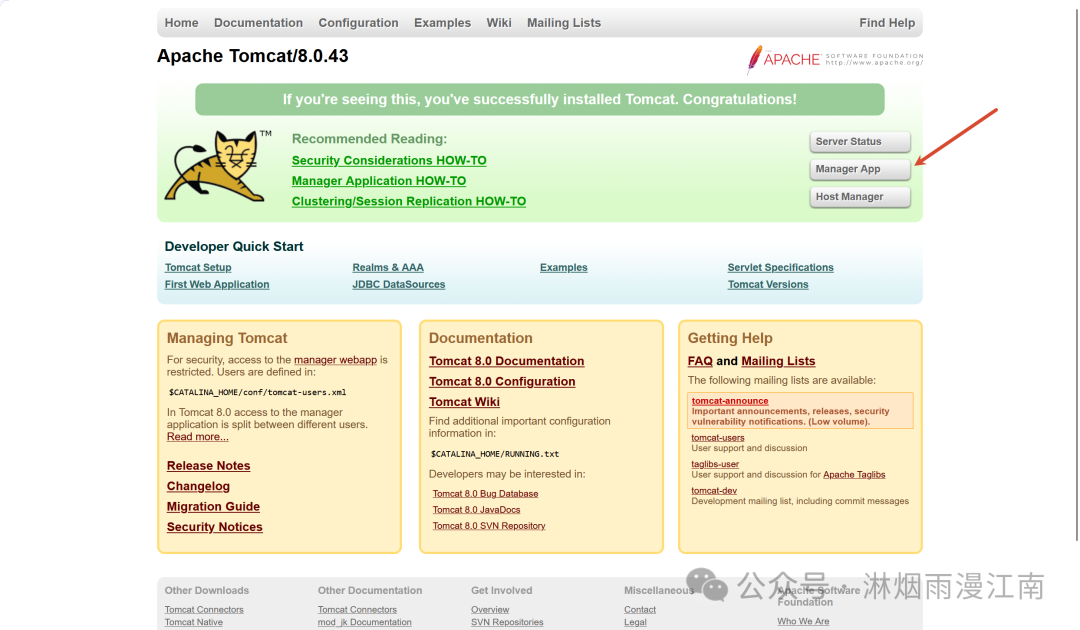 Home Documentation Configuration Examples Wiki Mailing Lists Find Help
Apache Tomcat/8.0.43
THE APACHE SOFTWARE FOUNDATION
http://www.apache.org/
If you're seeing this, you've successfully installed Tomcat. Congratulations!
TM
Recommended Reading:
Security Considerations HOW-TO
Manager Application HOW-TO
Clustering/Session Replication HOW-TO
Server Status
Manager App
Host Manager
Developer Quick Start
Tomcat Setup
First Web Application
Realms & AAA
JDBC DataSources
Examples
Servlet Specifications
Tomcat Versions
Managing Tomcat
For security, access to the manager webapp is
restricted. Users are defined in:
$CATALINA_HOME/conf/tomcat-users.xml
In Tomcat 8.0 access to the manager
application is split between different users.
Read more...
Release Notes
Changelog
Migration Guide
Security Notices
Documentation
Tomcat 8.0 Documentation
Tomcat 8.0 Configuration
Tomcat Wiki
Find additional important configuration
information in:
$CATALINA_HOME/RUNNING.txt
Developers may be interested in:
Tomcat 8.0 Bug Database
Tomcat 8.0 JavaDocs
Tomcat 8.0 SVN Repository
Getting Help
FAQ and Mailing Lists
The following mailing lists are available:
tomcat-announce
Important announcements, releases, security
vulnerability notifications. (Low volume).
tomcat-users
User support and discussion
taglibs-user
User support and discussion for Apache Taglibs
tomcat-dev
Development mailing list, including commit messages
Other Downloads
Tomcat Connectors
Tomcat Native
Other Documentation
Tomcat Connectors
mod_jk Documentation
Get Involved
Overview
SVN Repositories
Miscellaneous
Contact
Legal
Apache Software
Foundation
Who We Are
公众号 · 淋烟雨漫江南